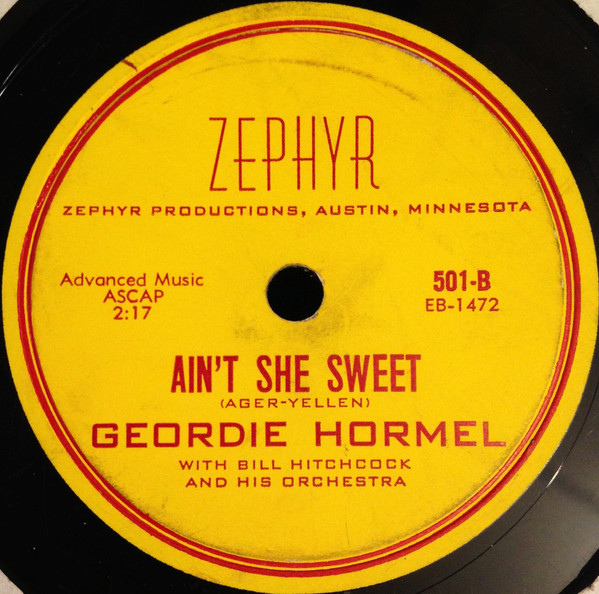 ZEPHYR
ZEPHYR PRODUCTIONS, AUSTIN, MINNESOTA
Advanced Music
ASCAP
2:17
501-B
EB-1472
AIN'T SHE SWEET
(AGER-YELLEN)
GEORDIE HORMEL
WITH BILL HITCHCOCK
AND HIS ORCHESTRA